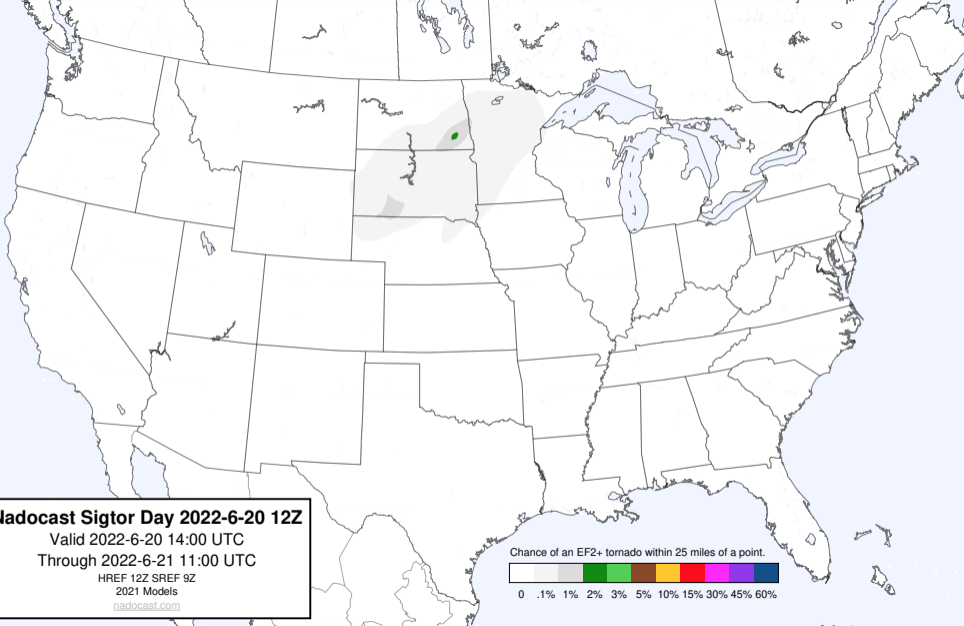 Nadocast Sigtor Day 2022-6-20 12Z
Valid 2022-6-20 14:00 UTC
Through 2022-6-21 11:00 UTC
HREF 12Z SREF 9Z
2021 Models
nadocast.com
Chance of an EF2+ tornado within 25 miles of a point.
0 .1% 1% 2% 3% 5% 10% 15% 30% 45% 60%